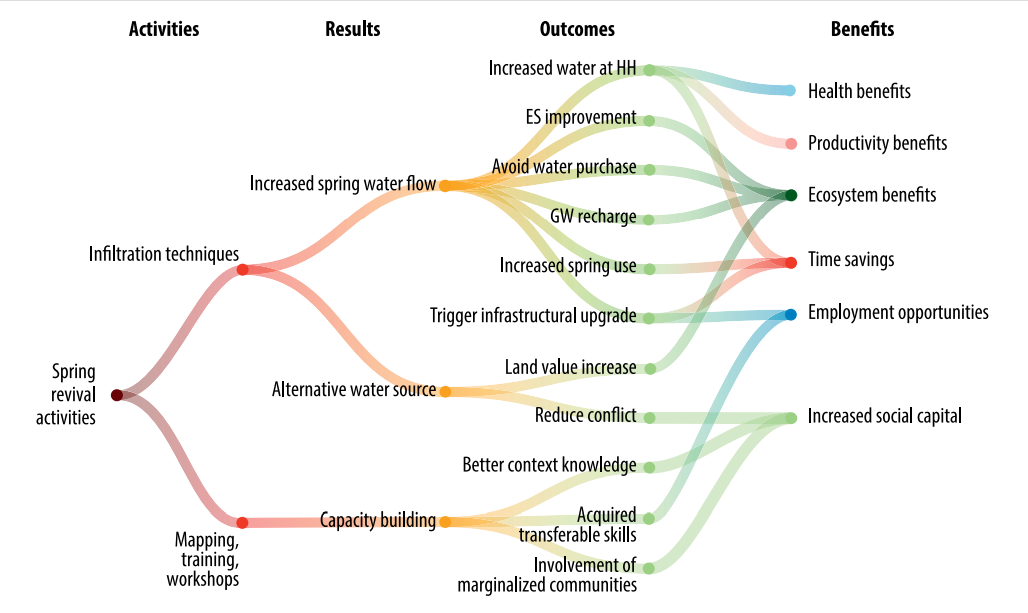 Activities
Results
Outcomes
Benefits
Increased water at HH
Health benefits
ES improvement
Productivity benefits
Avoid water purchase
Increased spring water flow
Ecosystem benefits
GW recharge
Infiltration techniques
Increased spring use
Time savings
Trigger infrastructural upgrade
Employment opportunities
Land value increase
Spring
revival
activities
Alternative water source
Reduce conflict
Increased social capital
Better context knowledge
Capacity building
Acquired
transferable skills
Mapping,
training,
workshops
Involvement of
marginalized communities